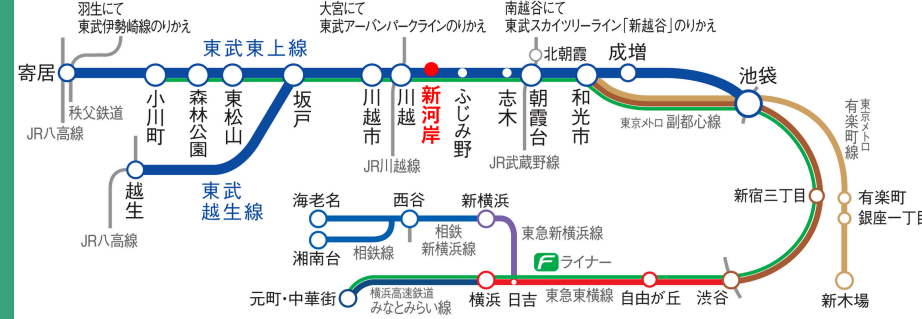 羽生にて
東武伊勢崎線のりかえ
大宮にて
東武アーバンパークラインのりかえ
南越谷にて
東武スカイツリーライン「新越谷」のりかえ
東武東上線
北朝霞
成増
池袋
寄居
小川町
森林公園
東松山
坂戸
川越市
川越
新河岸
ふじみ野
志木
朝霞台
和光市
秩父鉄道
JR八高線
JR川越線
JR武蔵野線
東京メトロ 副都心線
東京メトロ
有楽町線
越生
東武
越生線
JR八高線
新宿三丁目
有楽町
銀座一丁目
海老名
西谷
新横浜
相鉄
新横浜線
東急新横浜線
相鉄線
湘南台
F ライナー
元町・中華街
横浜高速鉄道
みなとみらい線
横浜
日吉
東急東横線
自由が丘
渋谷
新木場